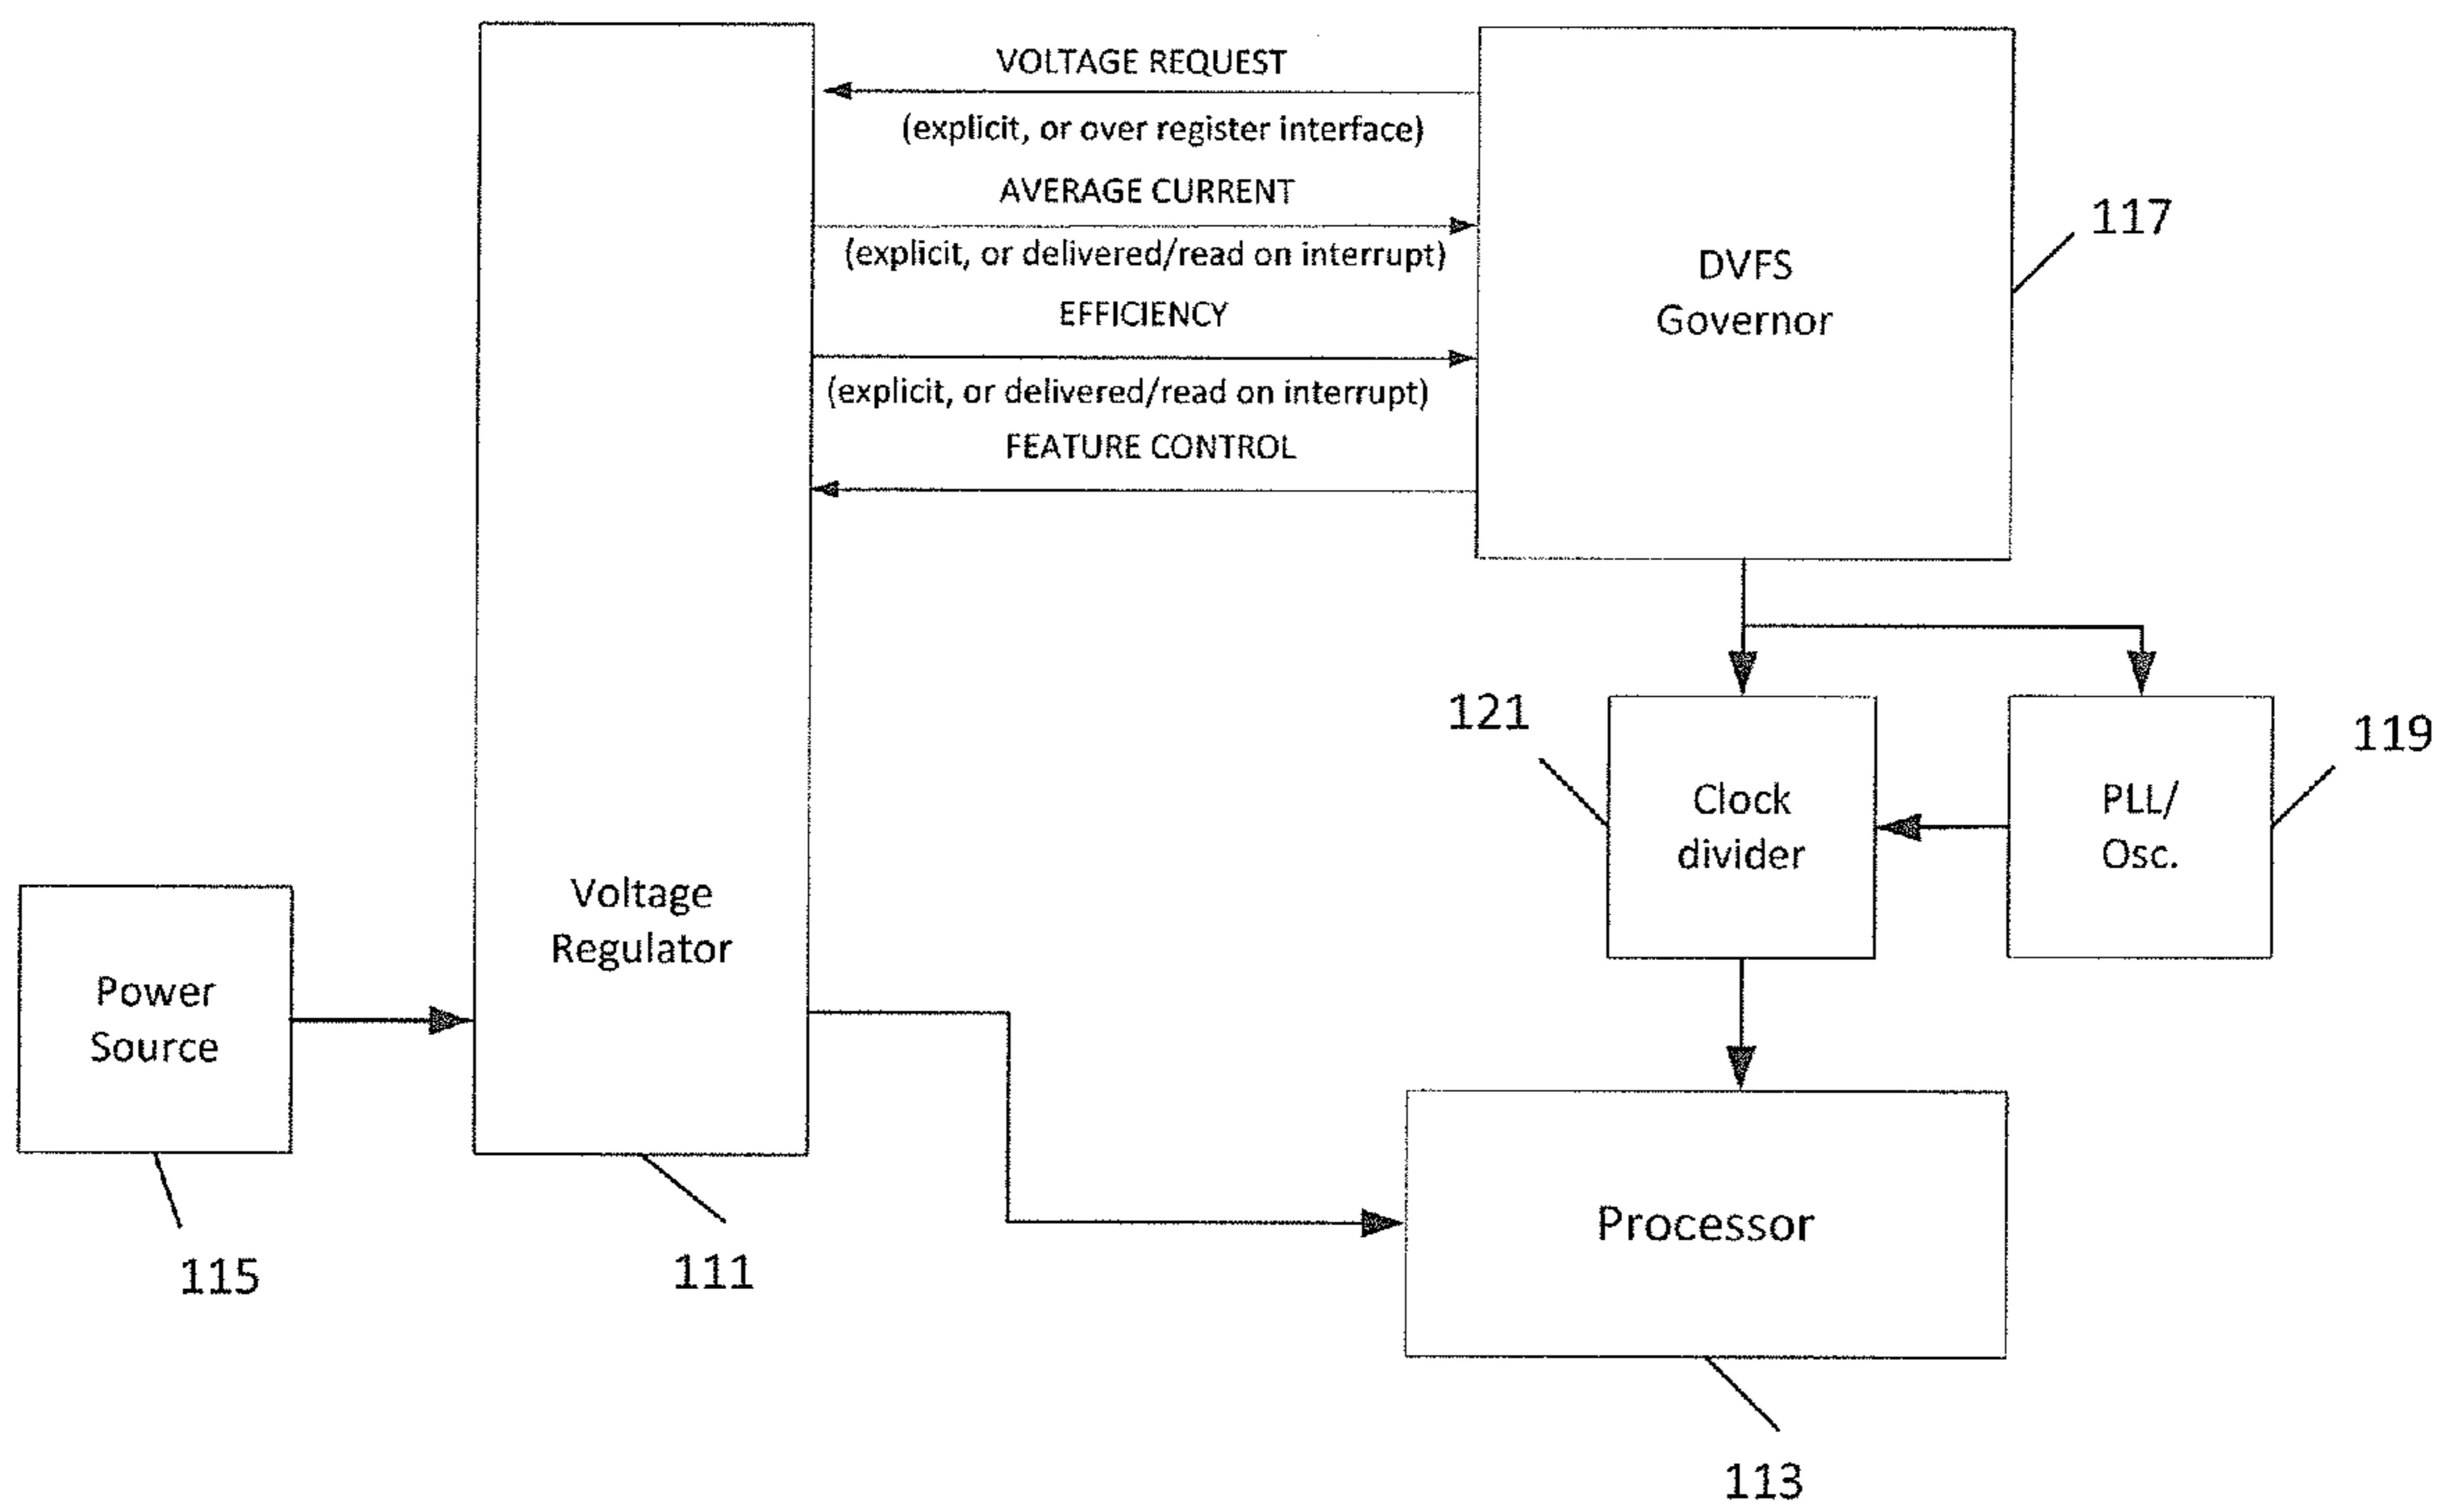 VOLTAGE REQUEST
(explicit, or over register interface)
AVERAGE CURRENT
(explicit, or delivered/read on interrupt)
EFFICIENCY
(explicit, or delivered/read on interrupt)
FEATURE CONTROL
DVFS
Governor
117
121
Clock
divider
PLL/
Osc.
119
Voltage
Regulator
Power
Source
115
111
Processor
113